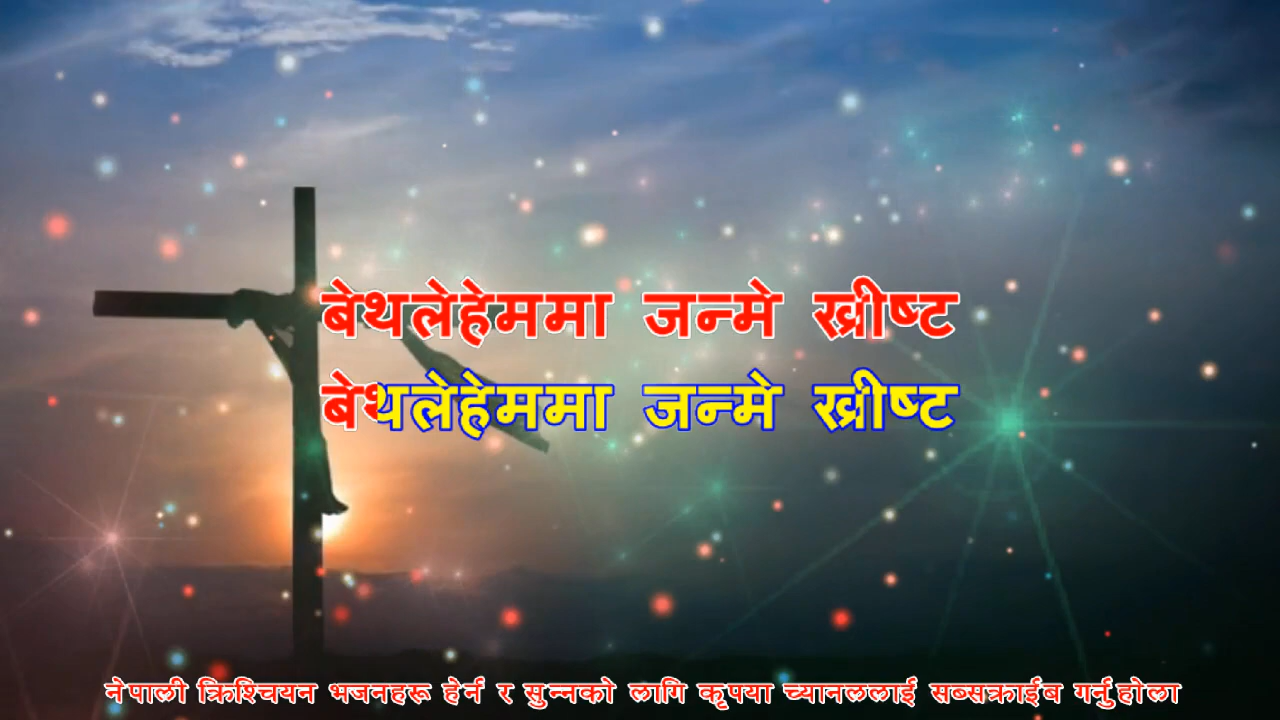 बेथलेहेममा जन्मे ख्रीष्ट
बेथलेहेममा जन्मे ख्रीष्ट
नेपाली क्रिश्चियन भजनहरू हेर्न र सुन्नको लागि कृपया च्यानललाई सब्सक्राईब गर्नुहोला